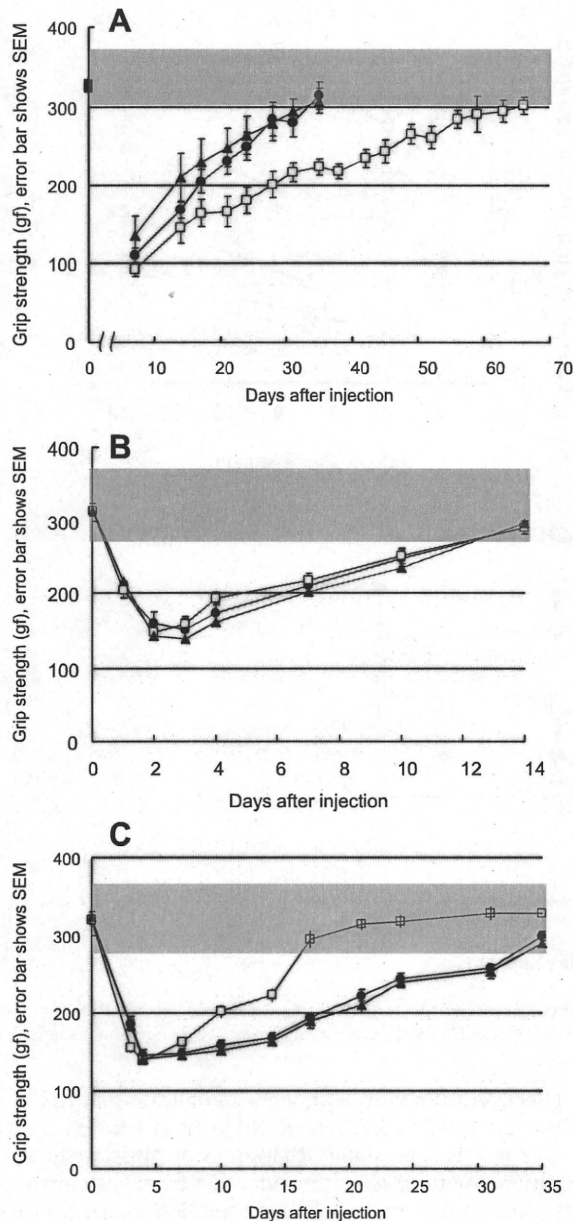 A
Grip strength (gf), error bar shows SEM
400
300
200
100
0
0 10 20 30 40 50 60 70
Days after injection
B
Grip strength (gf), error bar shows SEM
400
300
200
100
0
0 2 4 6 8 10 12 14
Days after injection
C
Grip strength (gf), error bar shows SEM
400
300
200
100
0
0 5 10 15 20 25 30 35
Days after injection